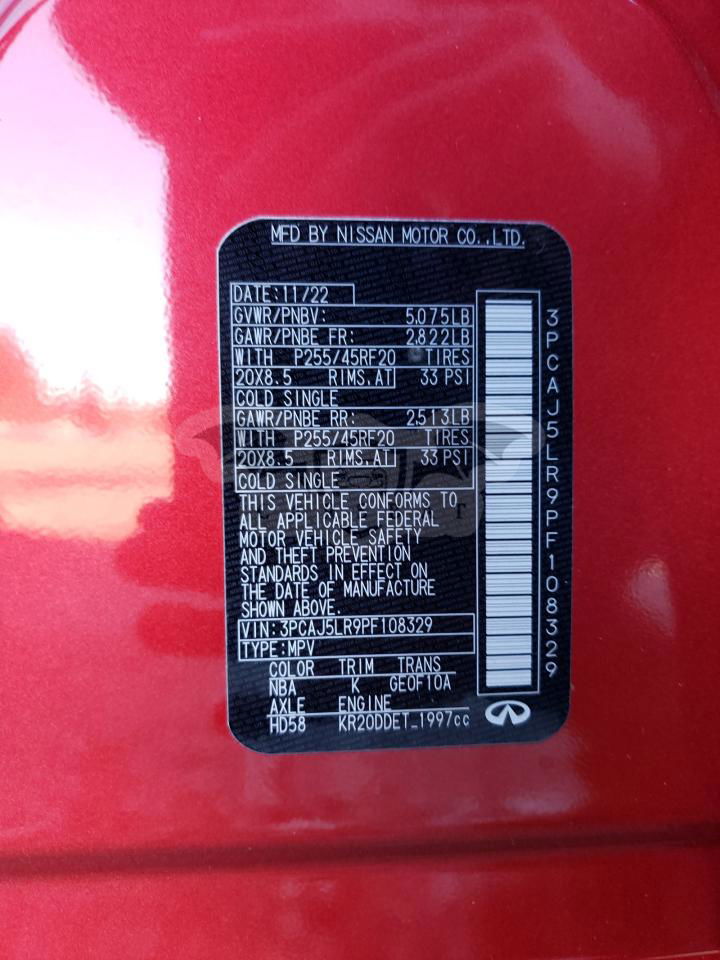 MFD BY NISSAN MOTOR CO.,LTD.
DATE:11/22
GVWR/PNBV: 5,075LB
GAWR/PNBE FR: 2,822LB
WITH P255/45RF20 TIRES
20X8.5 RIMS.AT 33 PSI
COLD SINGLE
GAWR/PNBE RR: 2,513LB
WITH P255/45RF20 TIRES
20X8.5 RIMS.AT 33 PSI
COLD SINGLE
THIS VEHICLE CONFORMS TO
ALL APPLICABLE FEDERAL
MOTOR VEHICLE SAFETY
AND THEFT PREVENTION
STANDARDS IN EFFECT ON
THE DATE OF MANUFACTURE
SHOWN ABOVE.
VIN:3PCAJ5LR9PF108329
TYPE:MPV
COLOR TRIM TRANS
NBA K GE0F10A
AXLE ENGINE
HD58 KR20DDET_1997cc
3PCAJ5LR9PF108329